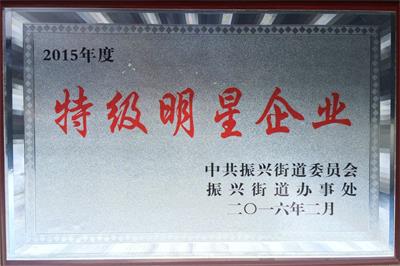 2015年度
特级明星企业
中共振兴街道委员会
振兴街道办事处
二〇一六年二月